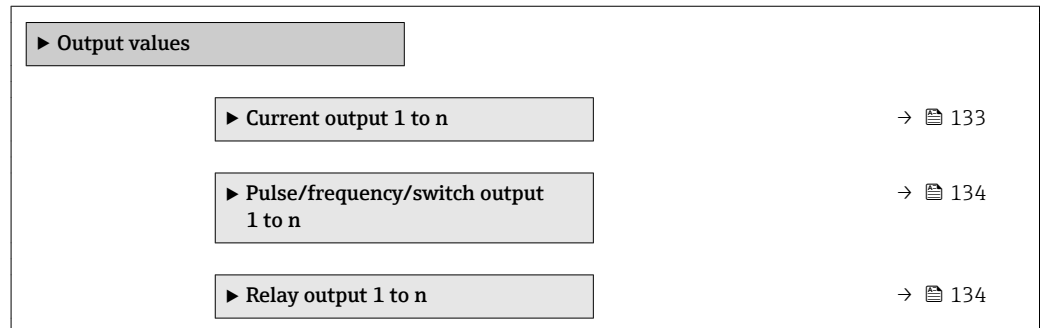 ▶ Output values
▶ Current output 1 to n → 133
▶ Pulse/frequency/switch output
1 to n → 134
▶ Relay output 1 to n → 134